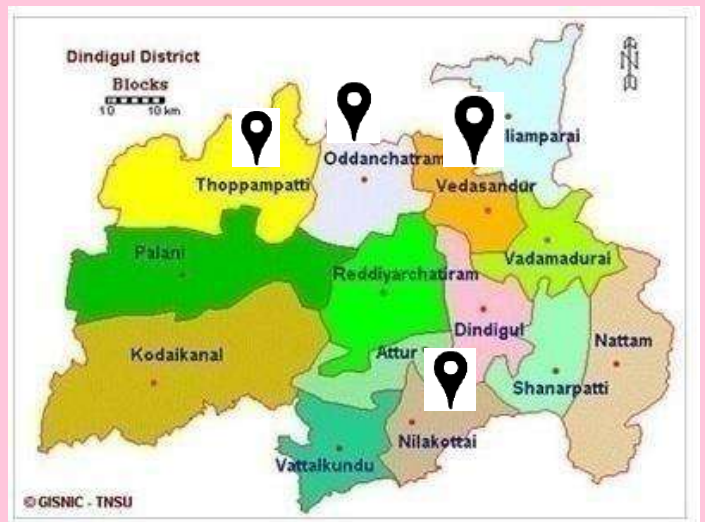 Dindigul District
Blocks
10 10 km
N
liamparai
Oddanchatram
Thoppampatti
Vedasandur
Palani
Vadamadurai
Reddiyarchatiram
Dindigul
Kodaikanal
Attur
Nattam
Shanarpatti
Nilakottai
Vattalkundu
© GISNIC - TNSU